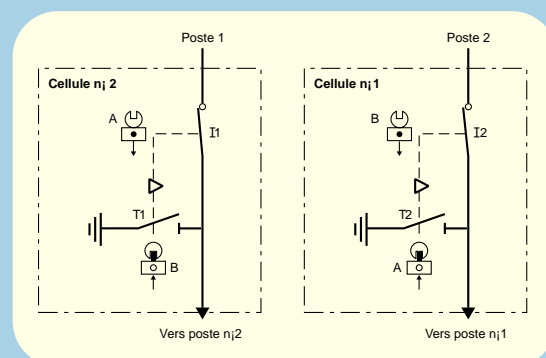 Poste 1
Cellule n¡ 2
A
I1
T1
B
Vers poste n¡2
Poste 2
Cellule n¡1
B
I2
T2
A
Vers poste n¡1